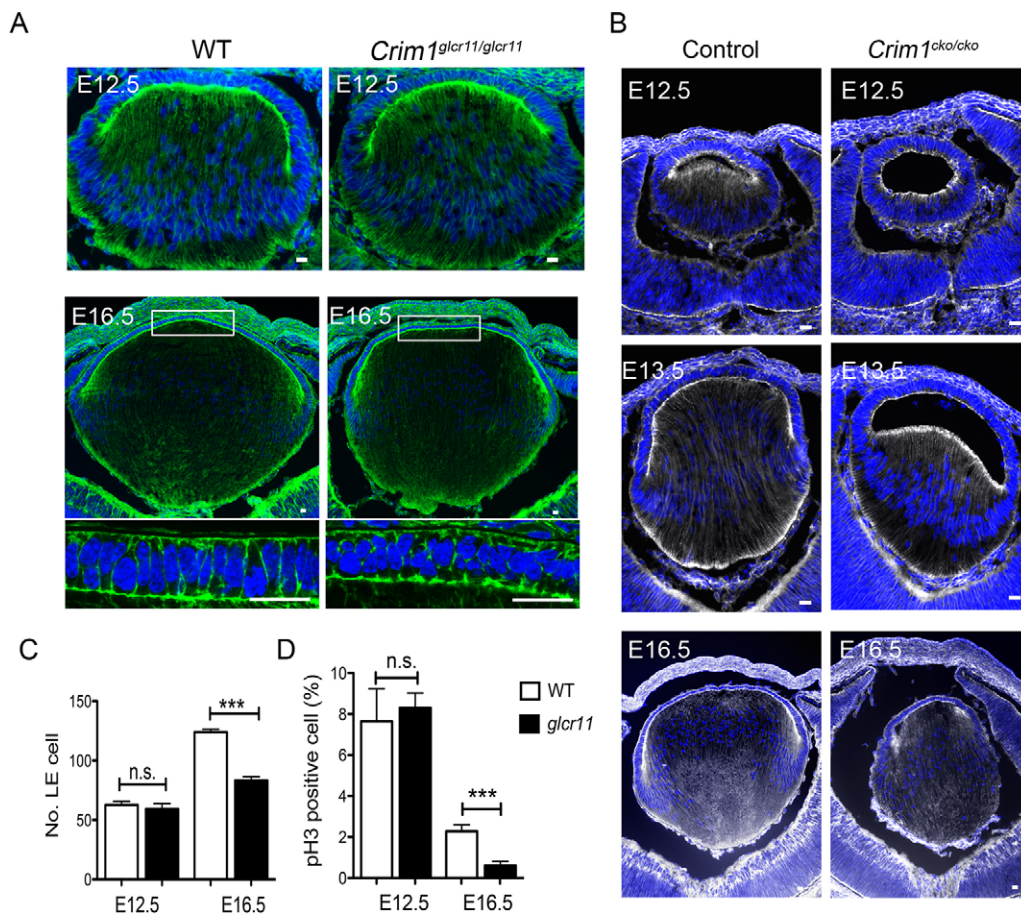 A
WT
Crim1glcr11/glcr11
E12.5
E12.5
E16.5
E16.5
B
Control
Crim1cko/cko
E12.5
E12.5
E13.5
E13.5
E16.5
E16.5
C
No. LE cell
150
100
50
0
n.s.
***
E12.5
E16.5
D
pH3 positive cell (%)
10
8
6
4
2
0
n.s.
***
E12.5
E16.5
WT
glcr11